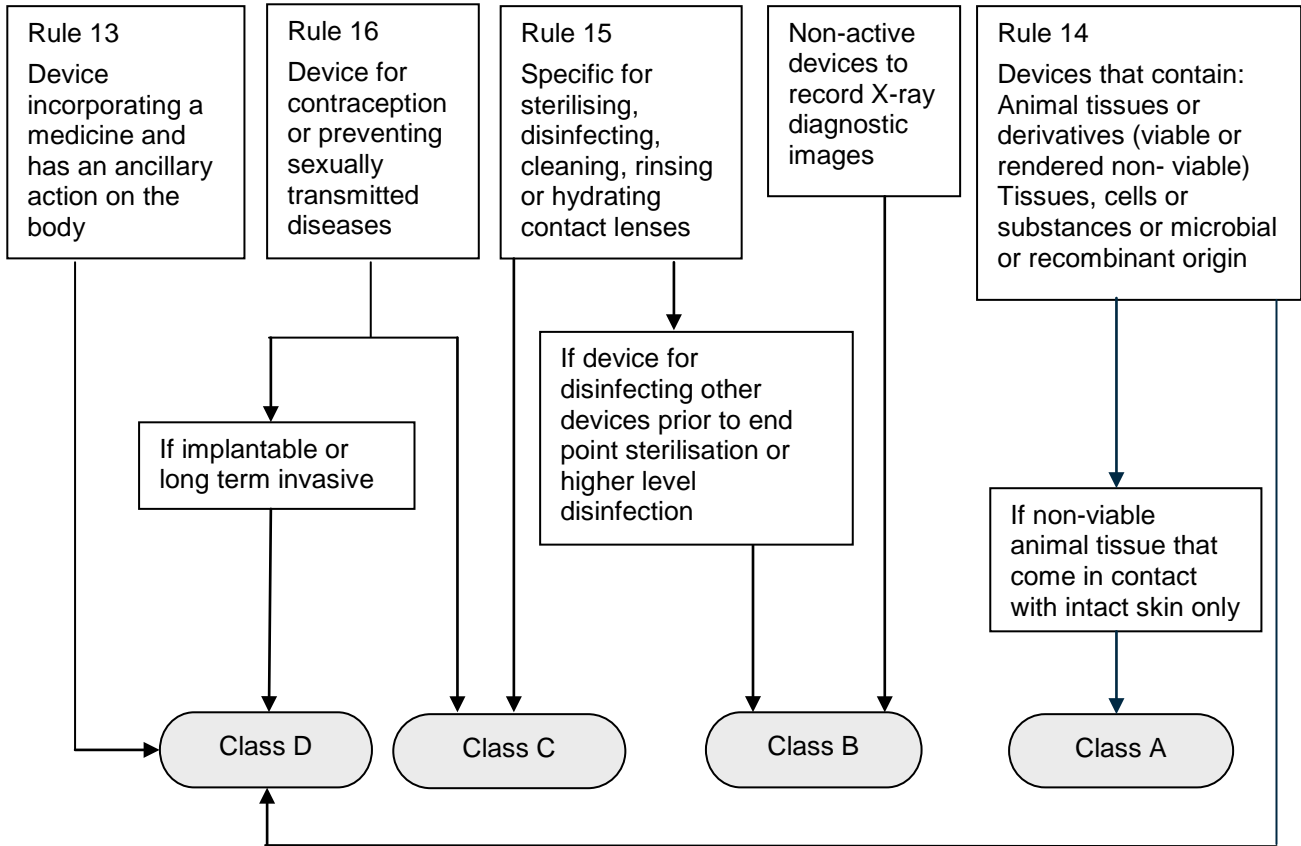 Rule 13
Device
incorporating a
medicine and
has an ancillary
action on the
body
Rule 16
Device for
contraception
or preventing
sexually
transmitted
diseases
Rule 15
Specific for
sterilising,
disinfecting,
cleaning, rinsing
or hydrating
contact lenses
Non-active
devices to
record X-ray
diagnostic
images
Rule 14
Devices that contain:
Animal tissues or
derivatives (viable or
rendered non- viable)
Tissues, cells or
substances or microbial
or recombinant origin
If implantable or
long term invasive
If device for
disinfecting other
devices prior to end
point sterilisation or
higher level
disinfection
If non-viable
animal tissue that
come in contact
with intact skin only
Class D
Class C
Class B
Class A